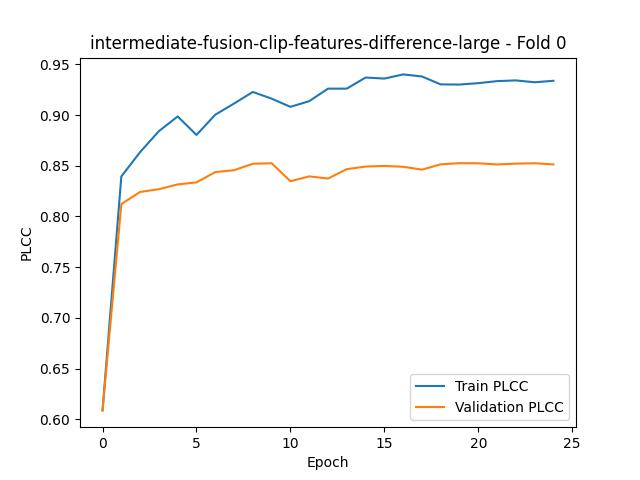 intermediate-fusion-clip-features-difference-large - Fold 0
0.95
0.90
0.85
0.80
0.75
0.70
0.65
0.60
PLCC
Train PLCC
Validation PLCC
0 5 10 15 20 25
Epoch